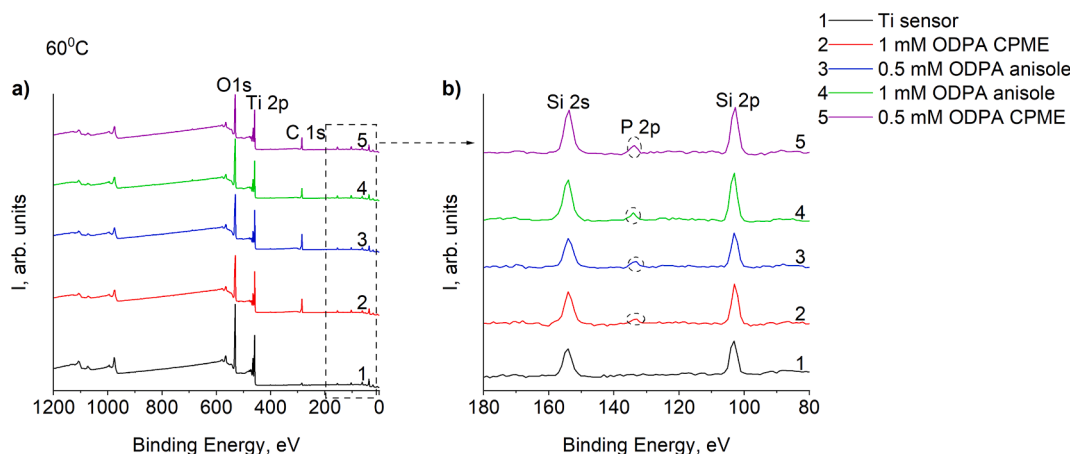 60⁰C
1 Ti sensor
2 1 mM ODPA CPME
3 0.5 mM ODPA anisole
4 1 mM ODPA anisole
5 0.5 mM ODPA CPME
a)
O1s
Ti 2p
C 1s
5
4
3
2
1
I, arb. units
1200 1000 800 600 400 200 0
Binding Energy, eV
b)
Si 2s
P 2p
Si 2p
5
4
3
2
1
I, arb. units
180 160 140 120 100 80
Binding Energy, eV